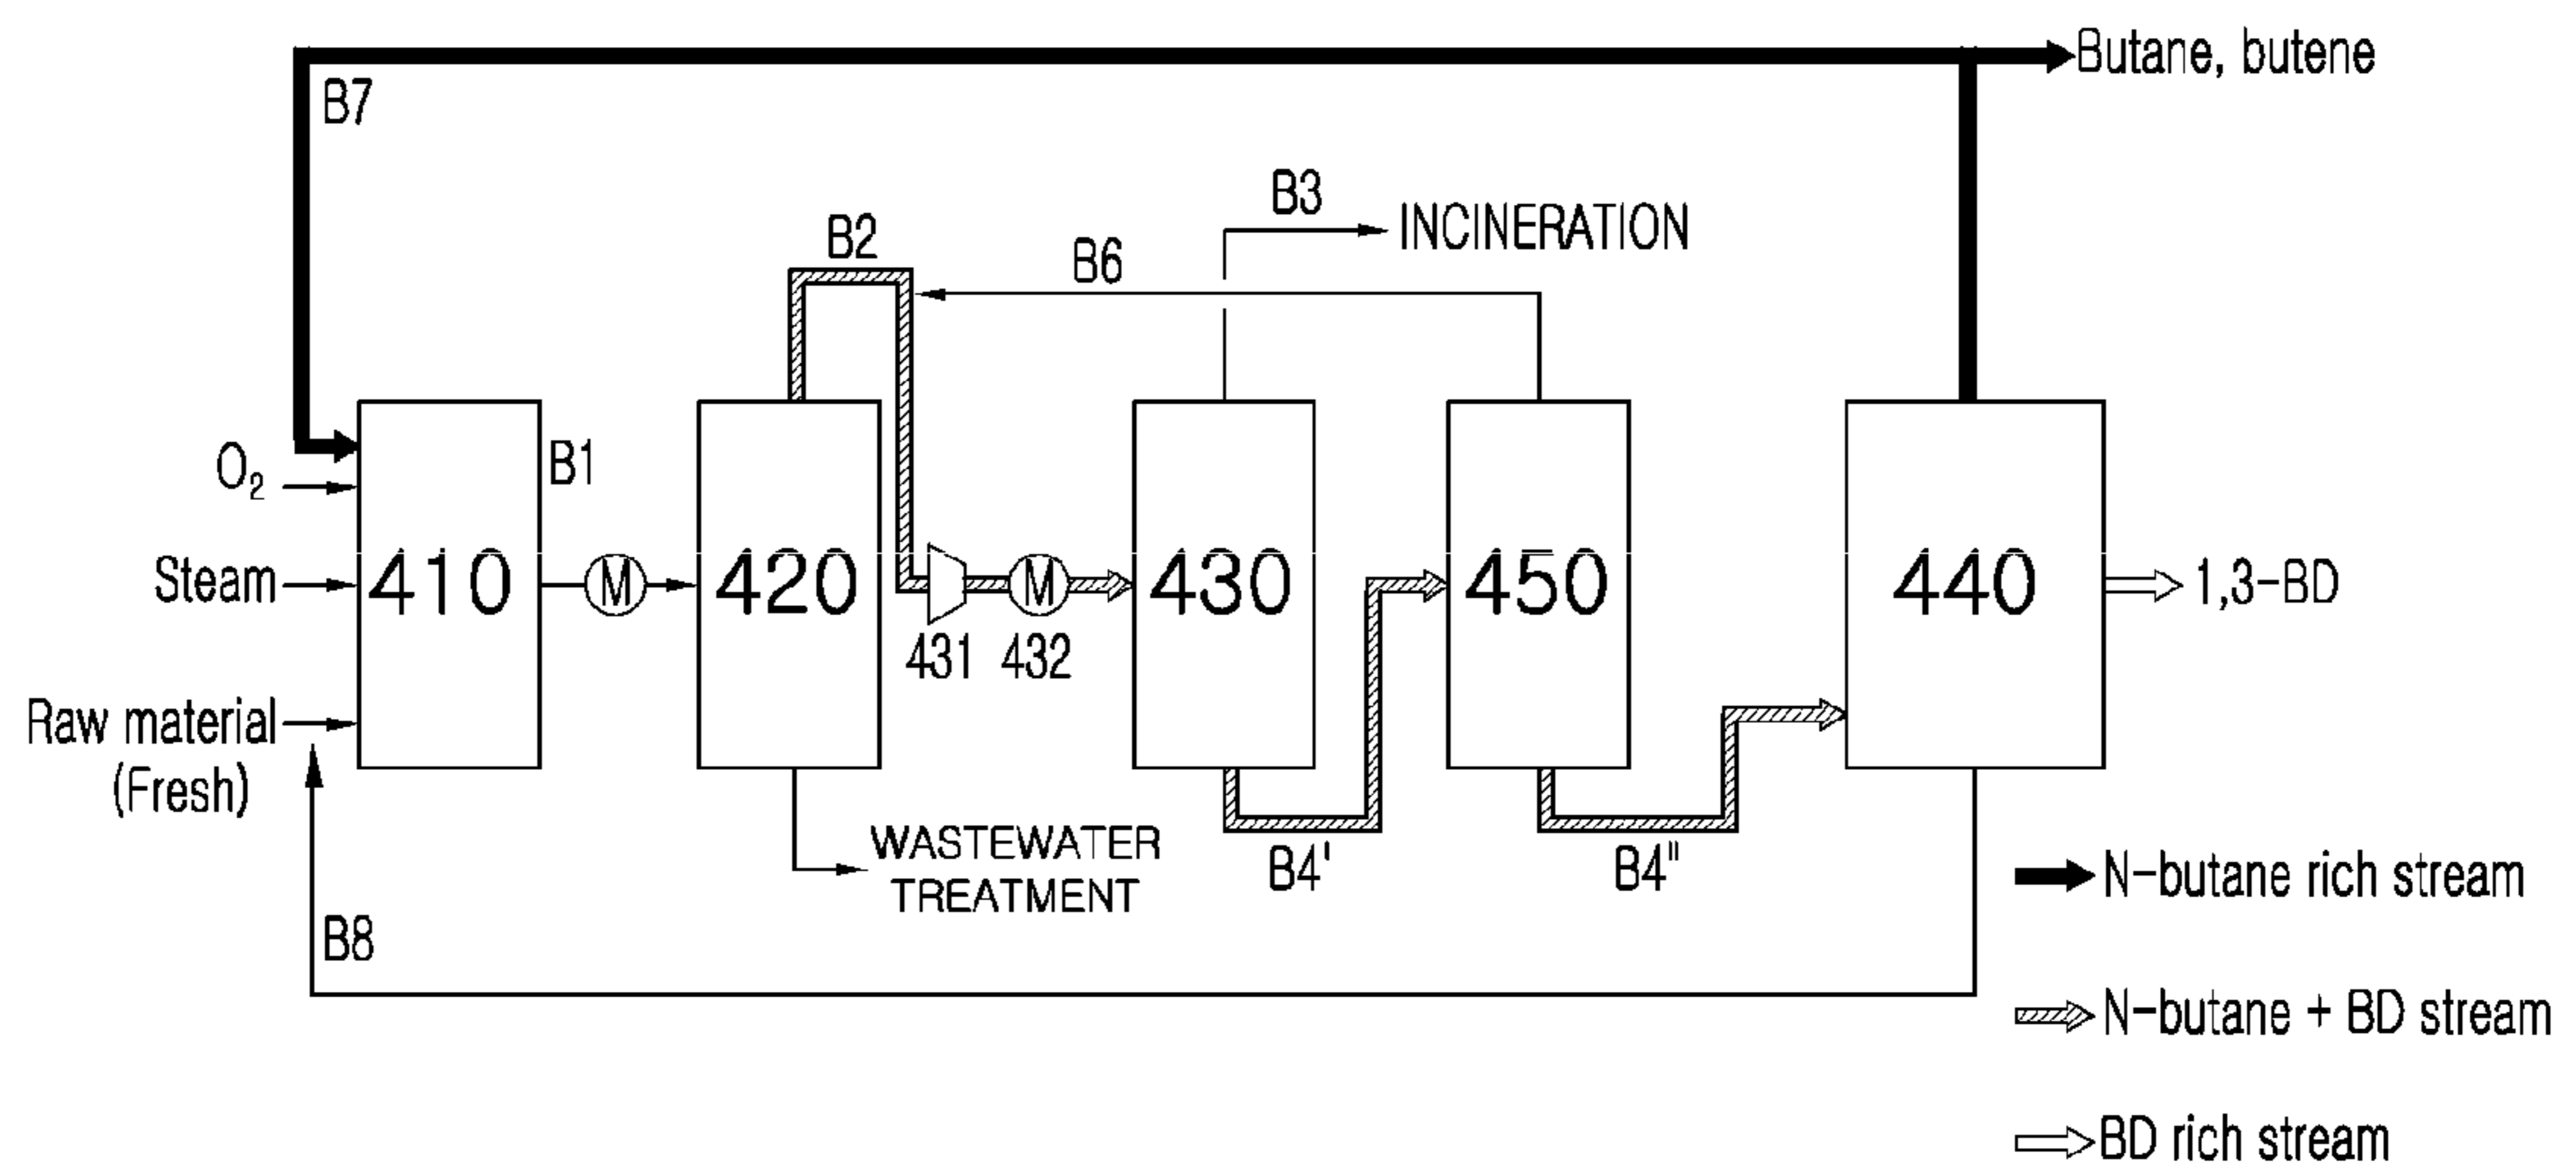 Butane, butene
B7
B3
INCINERATION
B2
B6
O2
B1
Steam
410
M
420
M
430
450
440
1,3-BD
431
432
Raw material
(Fresh)
WASTEWATER
TREATMENT
B4'
B4"
N-butane rich stream
B8
N-butane + BD stream
BD rich stream